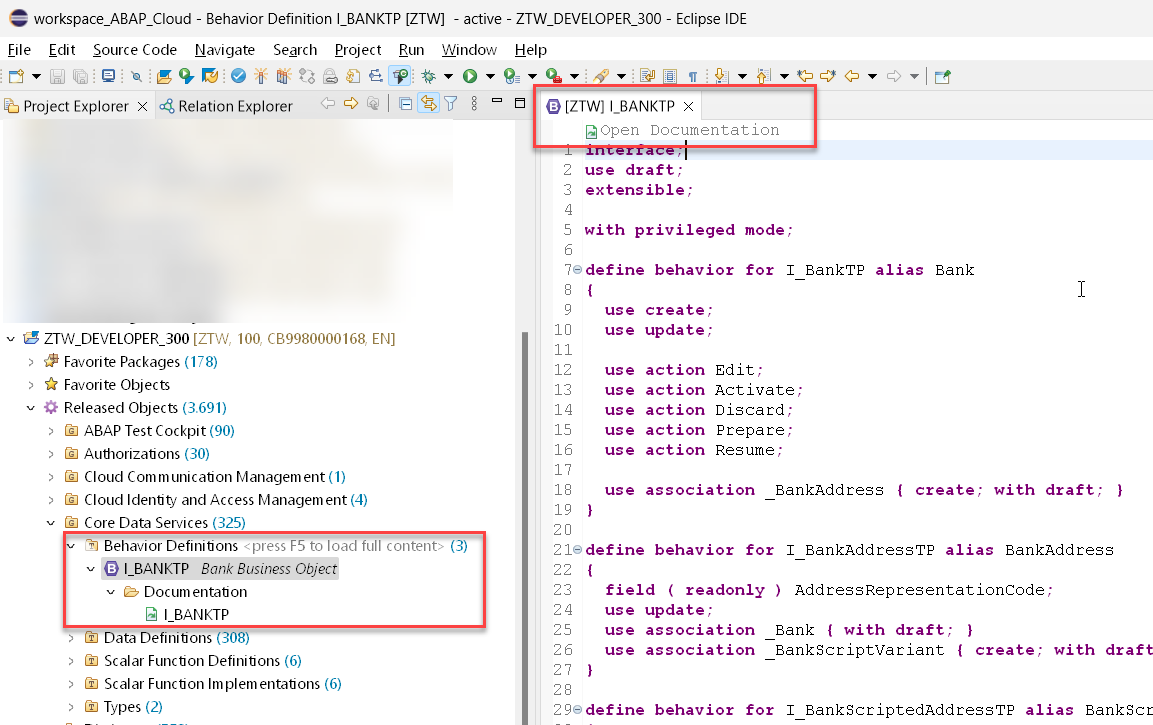 workspace_ABAP_Cloud - Behavior Definition I_BANKTP [ZTW]  - active - ZTW_DEVELOPER_300 - Eclipse IDE
File Edit Source Code Navigate Search Project Run Window Help
Project Explorer
Relation Explorer
[ZTW] I_BANKTP
Open Documentation
ZTW_DEVELOPER_300 [ZTW, 100, CB9980000168, EN]
Favorite Packages (178)
Favorite Objects
Released Objects (3.691)
ABAP Test Cockpit (90)
Authorizations (30)
Cloud Communication Management (1)
Cloud Identity and Access Management (4)
Core Data Services (325)
Behavior Definitions <press F5 to load full content> (3)
I_BANKTP Bank Business Object
Documentation
I_BANKTP
Data Definitions (308)
Scalar Function Definitions (6)
Scalar Function Implementations (6)
Types (2)
1 interface;
2 use draft;
3 extensible;
4
5 with privileged mode;
6
7 define behavior for I_BankTP alias Bank
8 {
9 use create;
10 use update;
11
12 use action Edit;
13 use action Activate;
14 use action Discard;
15 use action Prepare;
16 use action Resume;
17
18 use association _BankAddress { create; with draft; }
19 }
20
21 define behavior for I_BankAddressTP alias BankAddress
22 {
23 field ( readonly ) AddressRepresentationCode;
24 use update;
25 use association _Bank { with draft; }
26 use association _BankScriptVariant { create; with draft
27 }
28
29 define behavior for I_BankScriptedAddressTP alias BankScr